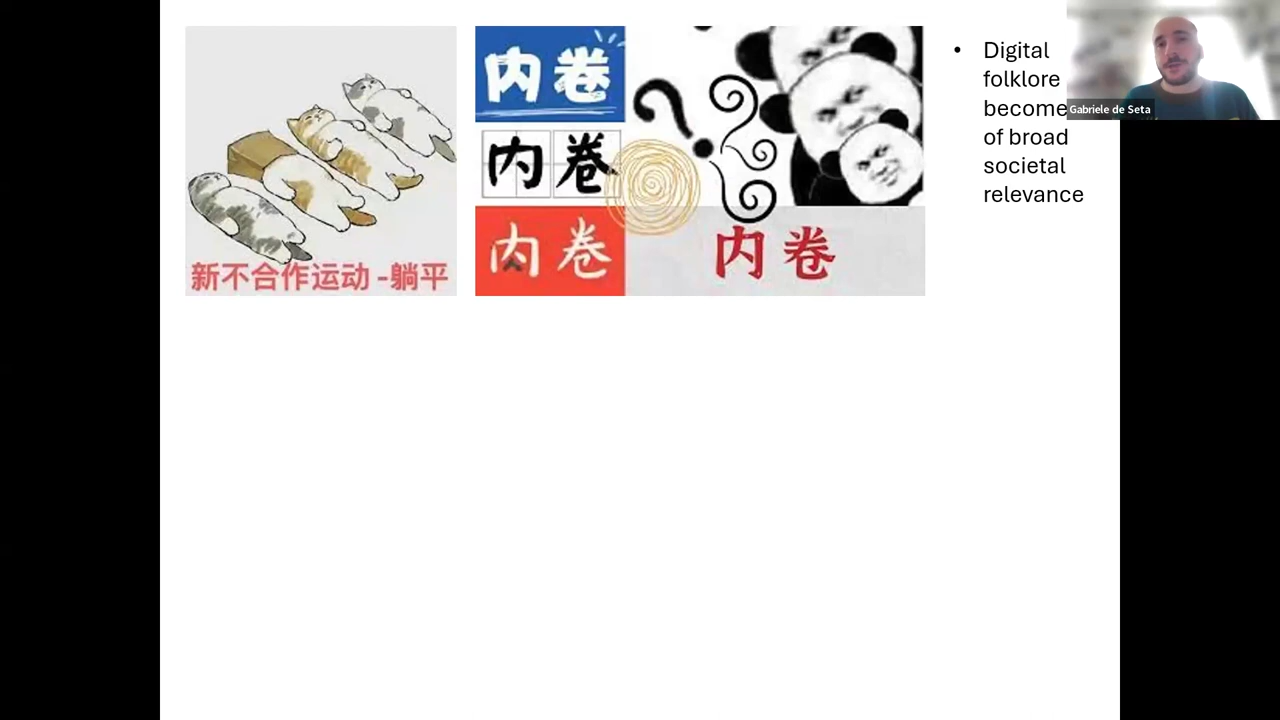 新不合作运动 -躺平
内卷
内卷
内卷
内卷
• Digital
folklore
become
of broad
societal
relevance
Gabriele de Seta